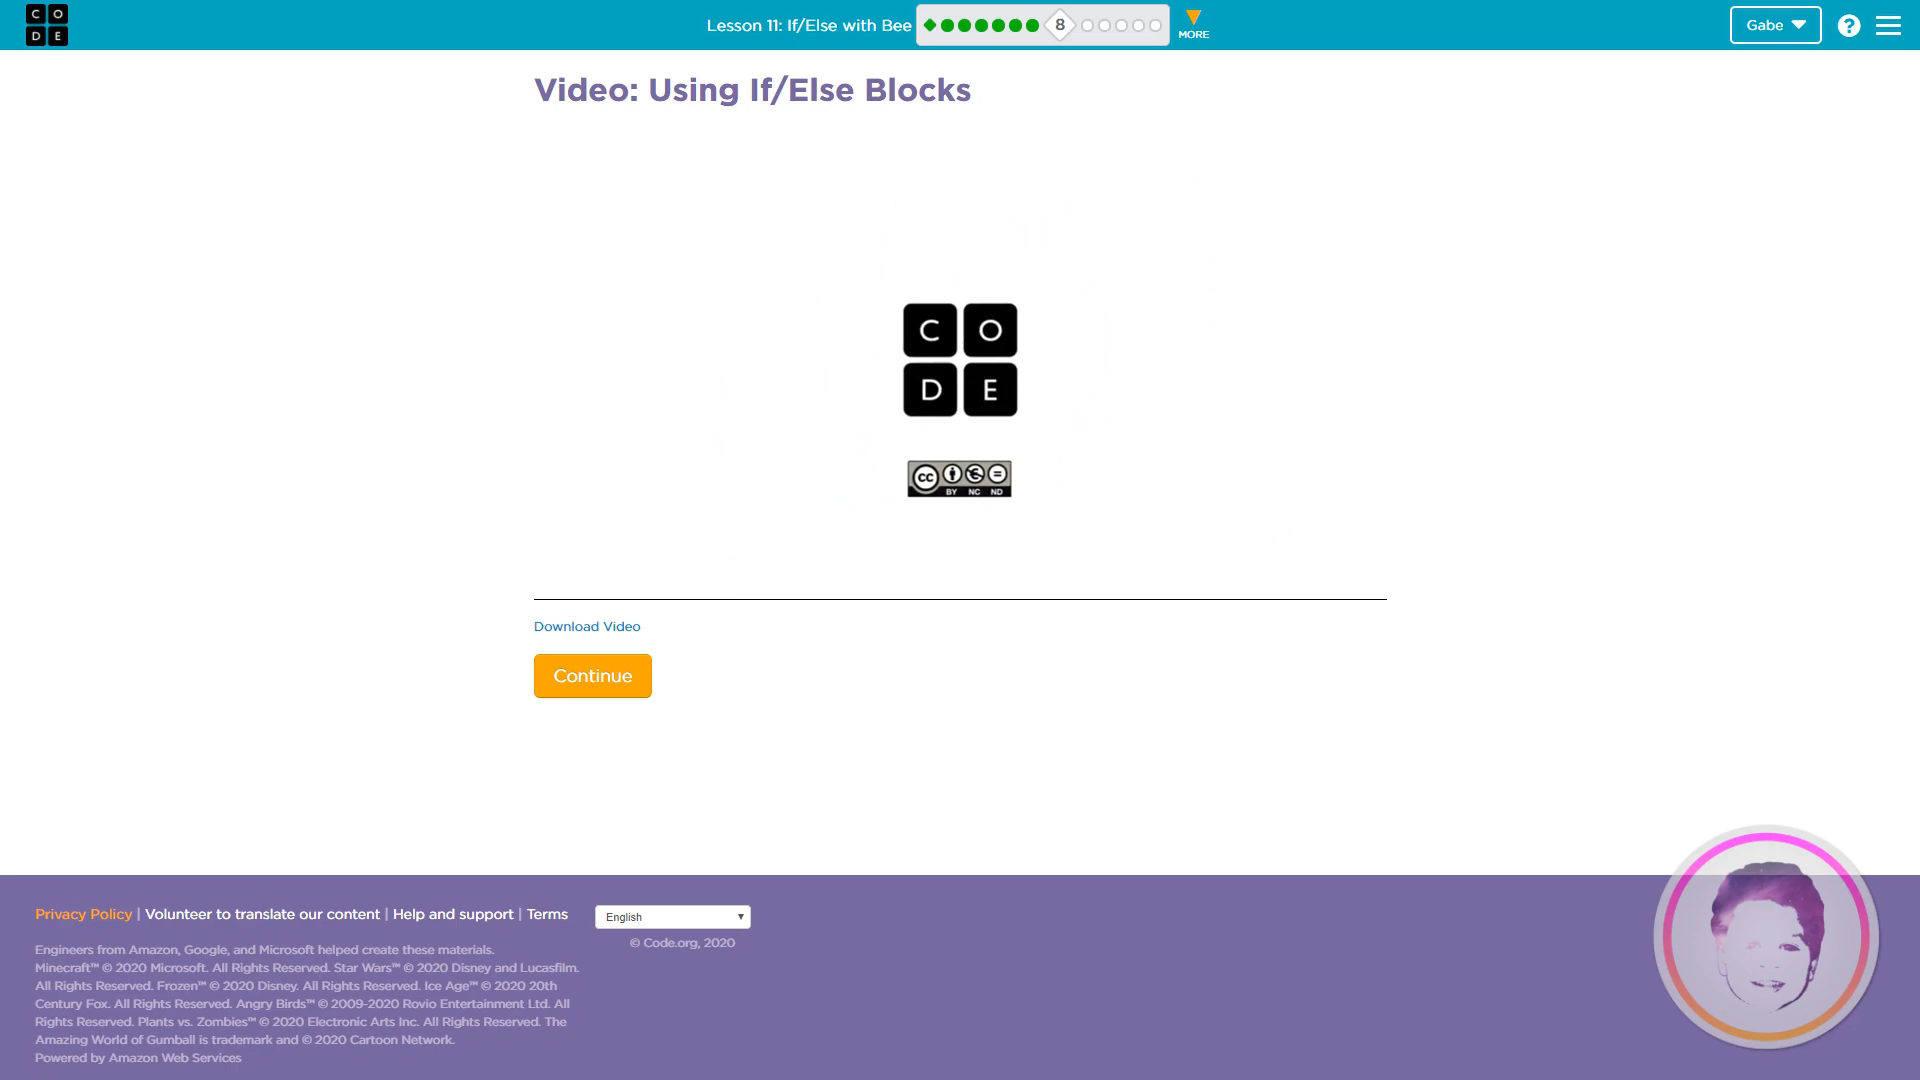 C O
D E
Lesson 11: If/Else with Bee
8
MORE
Gabe
?
Video: Using If/Else Blocks
C O
D E
cc
BY NC ND
Download Video
Continue
Privacy Policy | Volunteer to translate our content | Help and support | Terms
English
© Code.org, 2020
Engineers from Amazon, Google, and Microsoft helped create these materials.
Minecraft™ © 2020 Microsoft. All Rights Reserved. Star Wars™ © 2020 Disney and Lucasfilm.
All Rights Reserved. Frozen™ © 2020 Disney. All Rights Reserved. Ice Age™ © 2020 20th
Century Fox. All Rights Reserved. Angry Birds™ © 2009-2020 Rovio Entertainment Ltd. All
Rights Reserved. Plants vs. Zombies™ © 2020 Electronic Arts Inc. All Rights Reserved. The
Amazing World of Gumball is trademark and © 2020 Cartoon Network.
Powered by Amazon Web Services